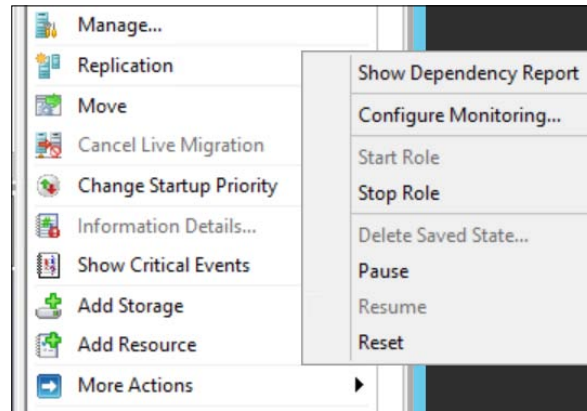 Manage...
Replication
Move
Cancel Live Migration
Change Startup Priority
Information Details...
Show Critical Events
Add Storage
Add Resource
More Actions
Show Dependency Report
Configure Monitoring...
Start Role
Stop Role
Delete Saved State...
Pause
Resume
Reset